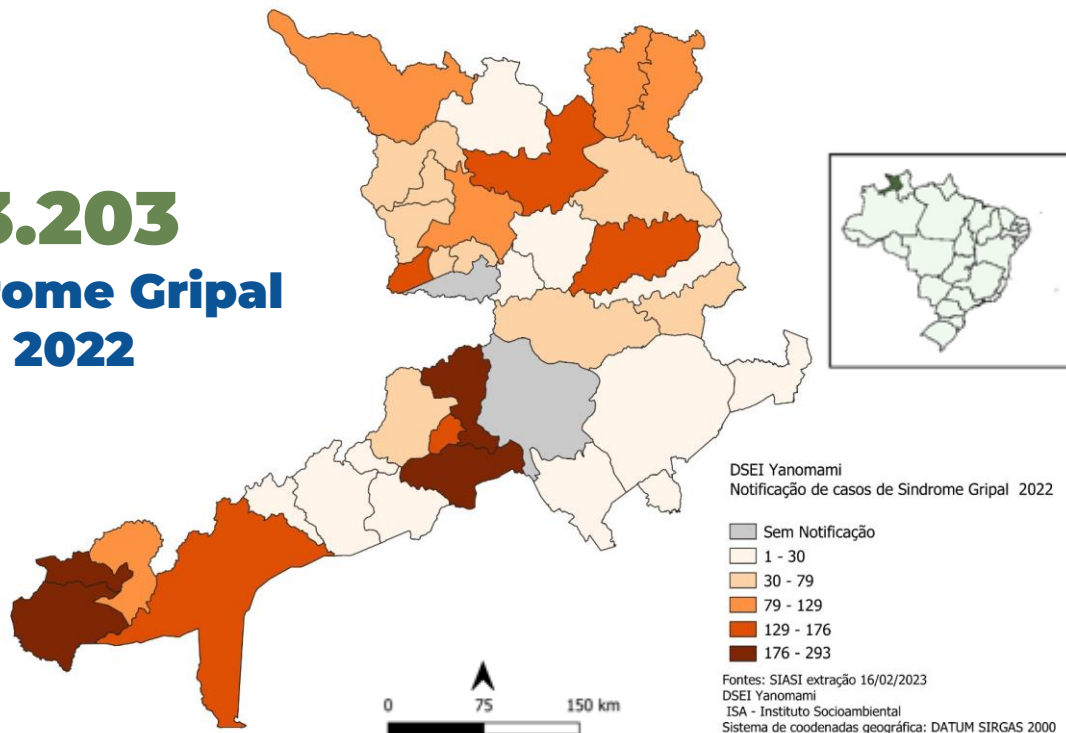 .203
rome Gripal
2022
DSEI Yanomami
Notificação de casos de Sindrome Gripal 2022
Sem Notificação
1 - 30
30 - 79
79 - 129
129 - 176
176 - 293
0 75 150 km
Fontes: SIASI extração 16/02/2023
DSEI Yanomami
ISA - Instituto Socioambiental
Sistema de coodenadas geográfica: DATUM SIRGAS 2000